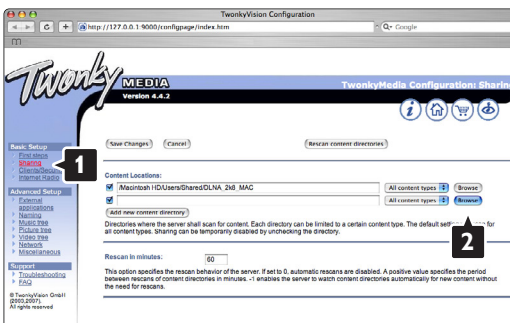 TwonkyVision Configuration
http://127.0.0.1:9000/configpage/index.htm
Google
Twonky
MEDIA
Version 4.4.2
TwonkyMedia Configuration: Sharin
Basic Setup
First steps
Sharing
Clients/Security
Internet Radio
Advanced Setup
External applications
Naming
Music tree
Picture tree
Video tree
Network
Miscellaneous
Support
Troubleshooting
FAQ
© TwonkyVision GmbH
(2003,2007),
All rights reserved
1
Save Changes
Cancel
Rescan content directories
Content Locations:
/Macintosh HD/Users/Shared/DLNA_2k8_MAC
All content types
Browse
All content types
Browse
Add new content directory
2
Directories where the server shall scan for content. Each directory can be limited to a certain content type. The default for
all content types. Sharing can be temporarily disabled by unchecking the directory.
Rescan in minutes:
60
This option specifies the rescan behavior of the server. If set to 0, automatic rescans are disabled. A positive value specifies the period
between rescans of content directories in minutes. -1 enables the server to watch content directories automatically for new content without
the need for rescans.